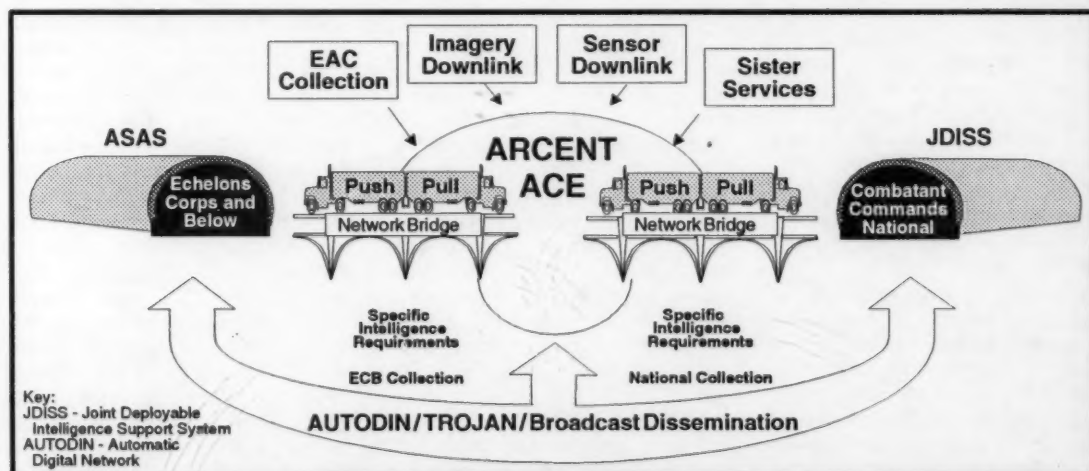 EAC
Collection
Imagery
Downlink
Sensor
Downlink
Sister
Services
ASAS
ARCENT
ACE
JDISS
Echelons
Corps and
Below
Push Pull
Network Bridge
Push Pull
Network Bridge
Combatant
Commands
National
Specific
Intelligence
Requirements
Specific
Intelligence
Requirements
ECB Collection
National Collection
AUTODIN/TROJAN/Broadcast Dissemination
Key:
JDISS - Joint Deployable
Intelligence Support System
AUTODIN - Automatic
Digital Network